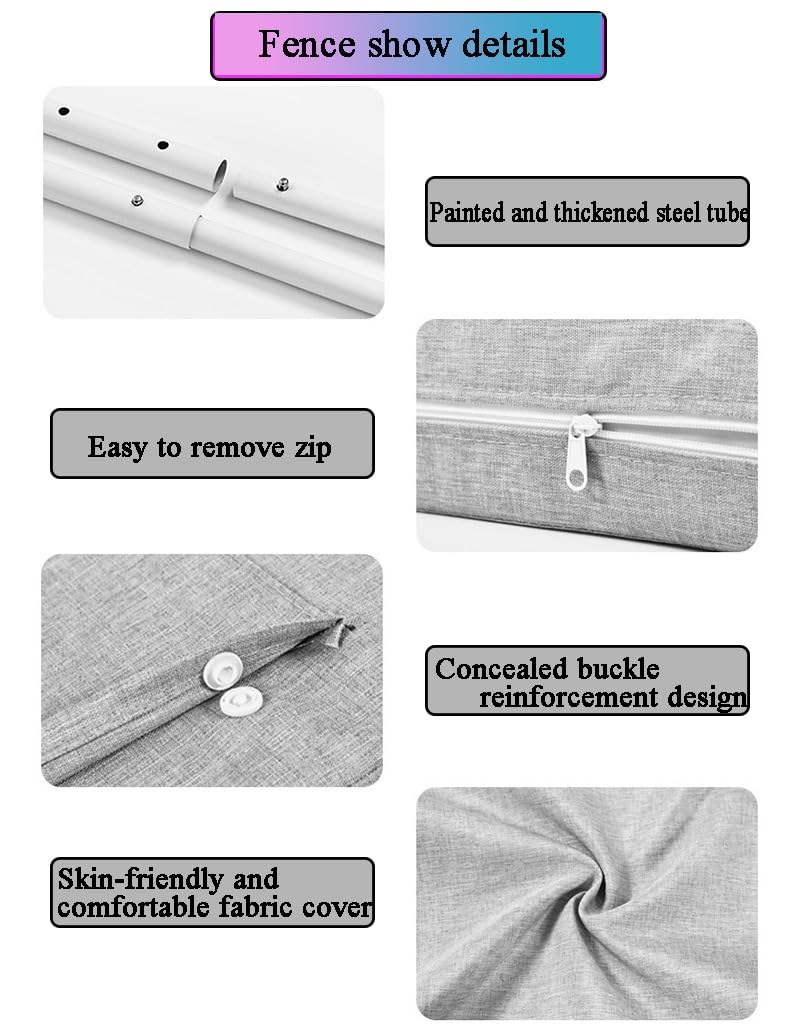 Fence show details
Painted and thickened steel tube
Easy to remove zip
Concealed buckle
reinforcement design
Skin-friendly and
comfortable fabric cover